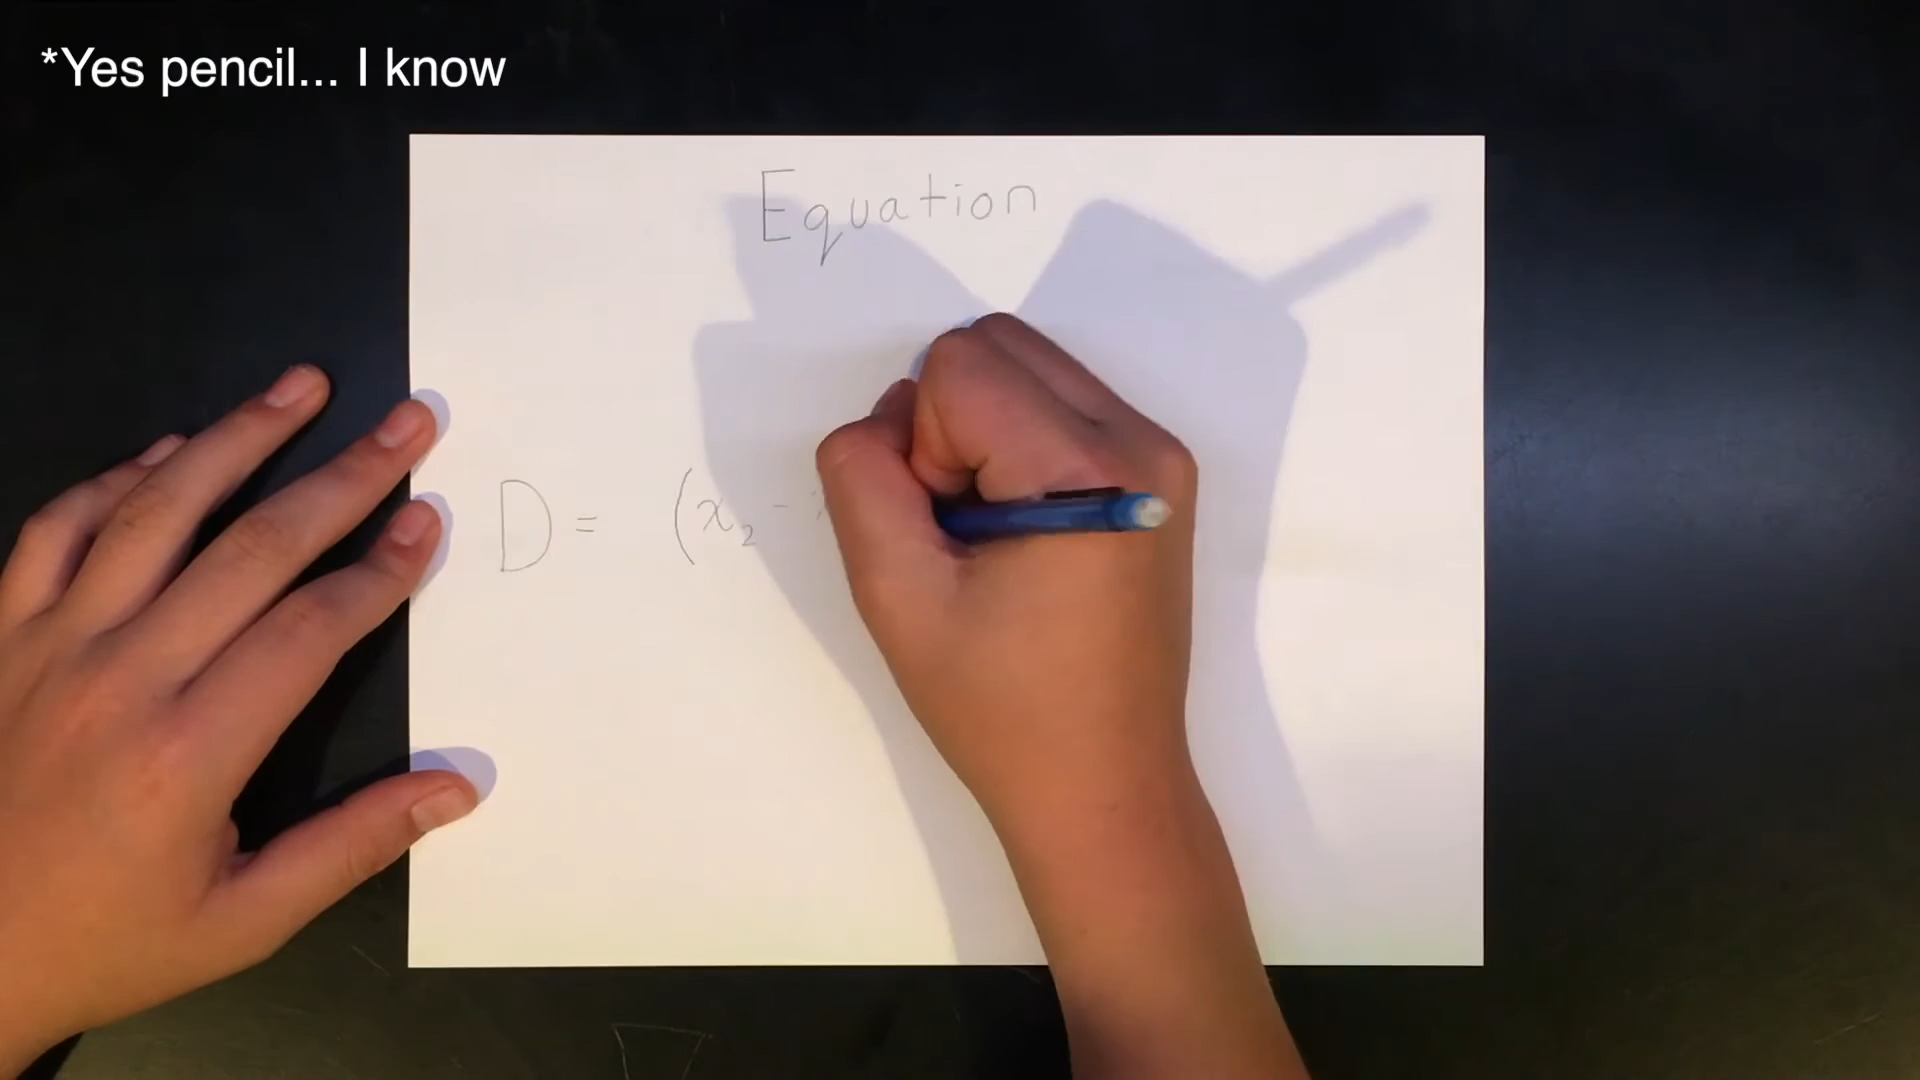 *Yes pencil... I know
Equation
D = (x₂ -